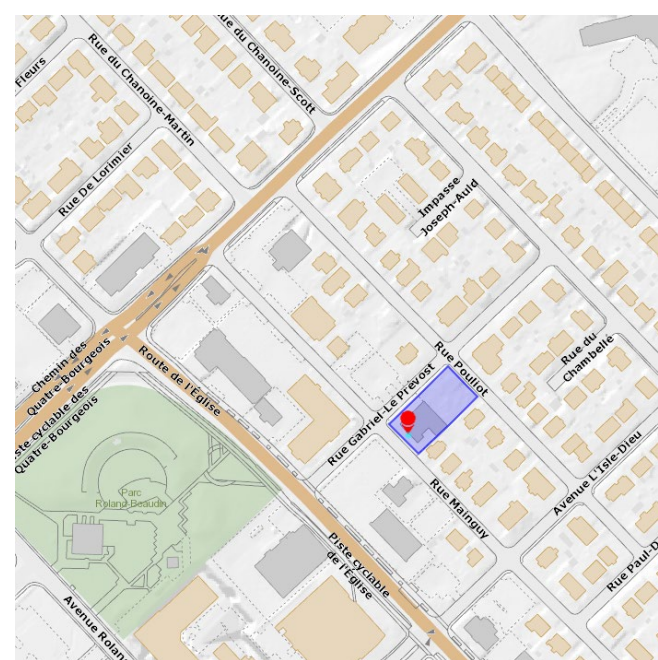 Rue du Chanoine-Martin
Rue du Chanoine-Scott
Fleurs
Rue De Lorimier
Impasse
Joseph-Auld
Chemin des
Quatre-Bourgeois
Piste cyclable des
Quatre-Bourgeois
Route de l'Église
Rue Gabriel-Le Prévost
Rue Pouliot
Rue du
Chambellé
Parc
Roland-Beaudin
Rue Mainguy
Avenue L'Isle-Dieu
Piste cyclable
de l'Église
Rue Paul-D
Avenue Rolan